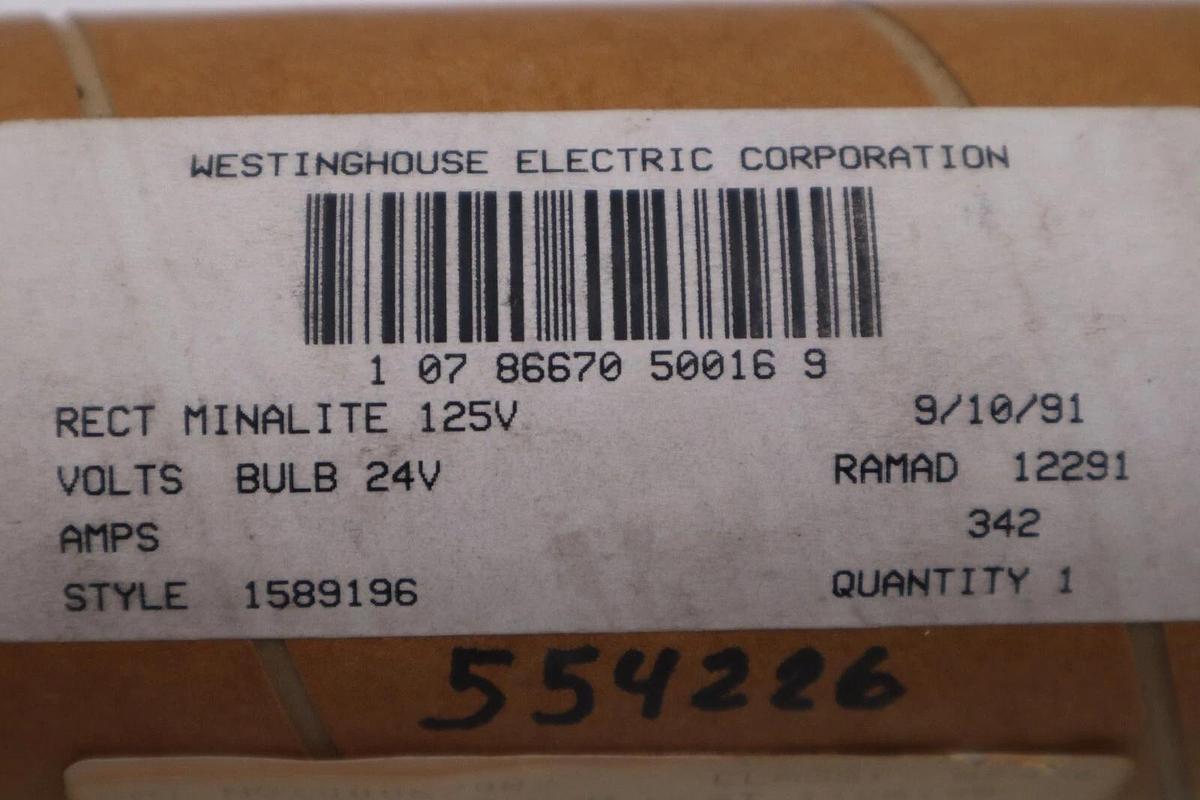 WESTINGHOUSE ELECTRIC CORPORATION
1 07 86670 50016 9
RECT MINALITE 125V 9/10/91
VOLTS BULB 24V RAMAD 12291
AMPS 342
STYLE 1589196 QUANTITY 1
554226